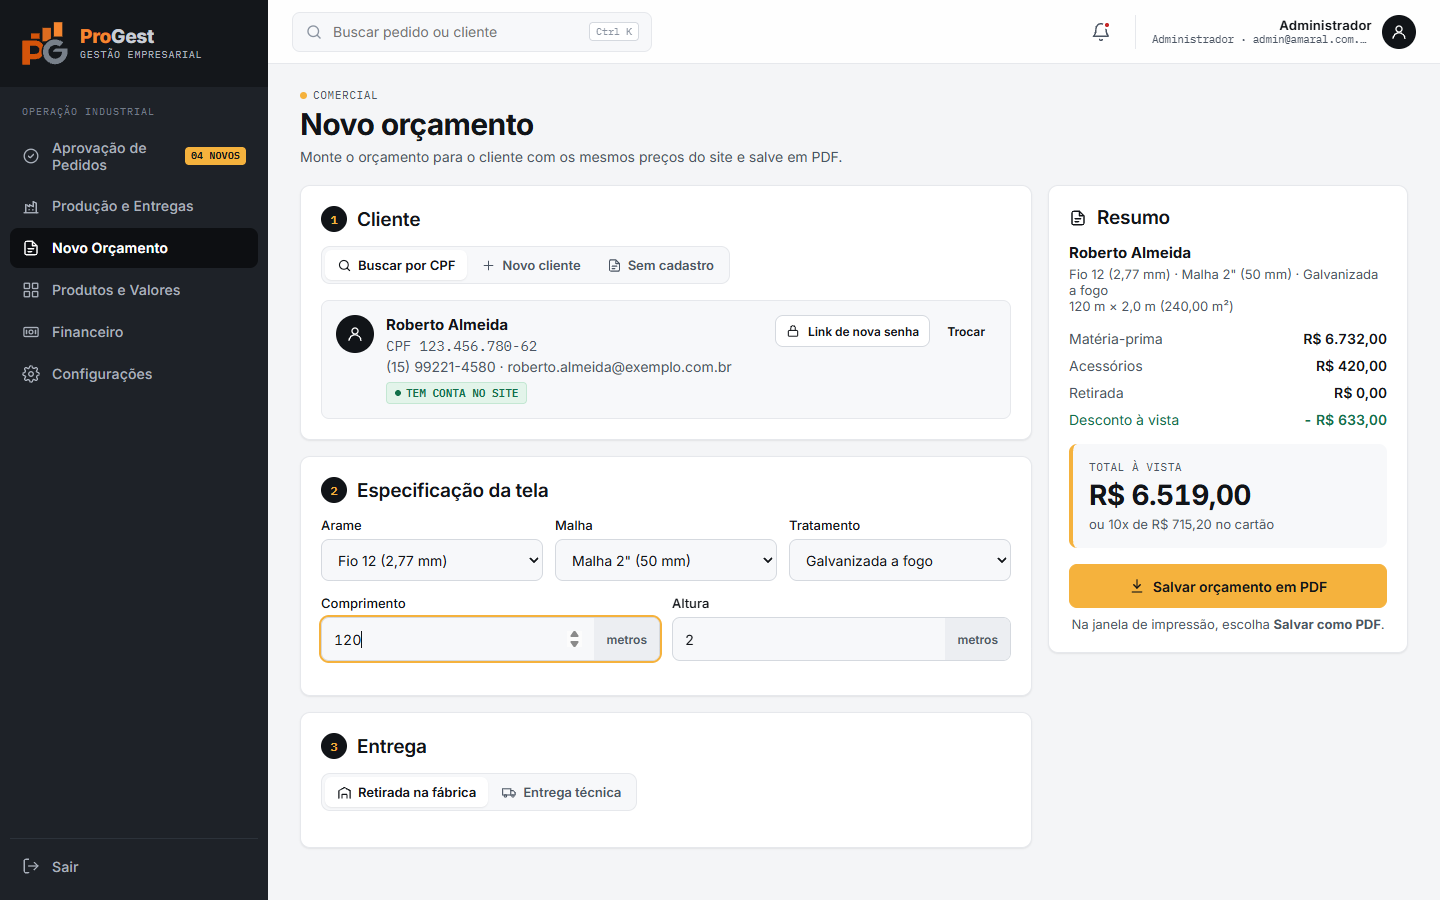 ProGest
GESTÃO EMPRESARIAL
Buscar pedido ou cliente
Ctrl K
Administrador
Administrador · admin@amaral.com.…
OPERAÇÃO INDUSTRIAL
Aprovação de
Pedidos
04 NOVOS
Produção e Entregas
Novo Orçamento
Produtos e Valores
Financeiro
Configurações
Sair
COMERCIAL
Novo orçamento
Monte o orçamento para o cliente com os mesmos preços do site e salve em PDF.
1 Cliente
Buscar por CPF
Novo cliente
Sem cadastro
Roberto Almeida
CPF 123.456.780-62
(15) 99221-4580 · roberto.almeida@exemplo.com.br
TEM CONTA NO SITE
Link de nova senha
Trocar
2 Especificação da tela
Arame
Malha
Tratamento
Fio 12 (2,77 mm)
Malha 2" (50 mm)
Galvanizada a fogo
Comprimento
Altura
120 metros
2 metros
3 Entrega
Retirada na fábrica
Entrega técnica
Resumo
Roberto Almeida
Fio 12 (2,77 mm) · Malha 2" (50 mm) · Galvanizada
a fogo
120 m × 2,0 m (240,00 m²)
Matéria-prima R$ 6.732,00
Acessórios R$ 420,00
Retirada R$ 0,00
Desconto à vista - R$ 633,00
TOTAL À VISTA
R$ 6.519,00
ou 10x de R$ 715,20 no cartão
Salvar orçamento em PDF
Na janela de impressão, escolha Salvar como PDF.